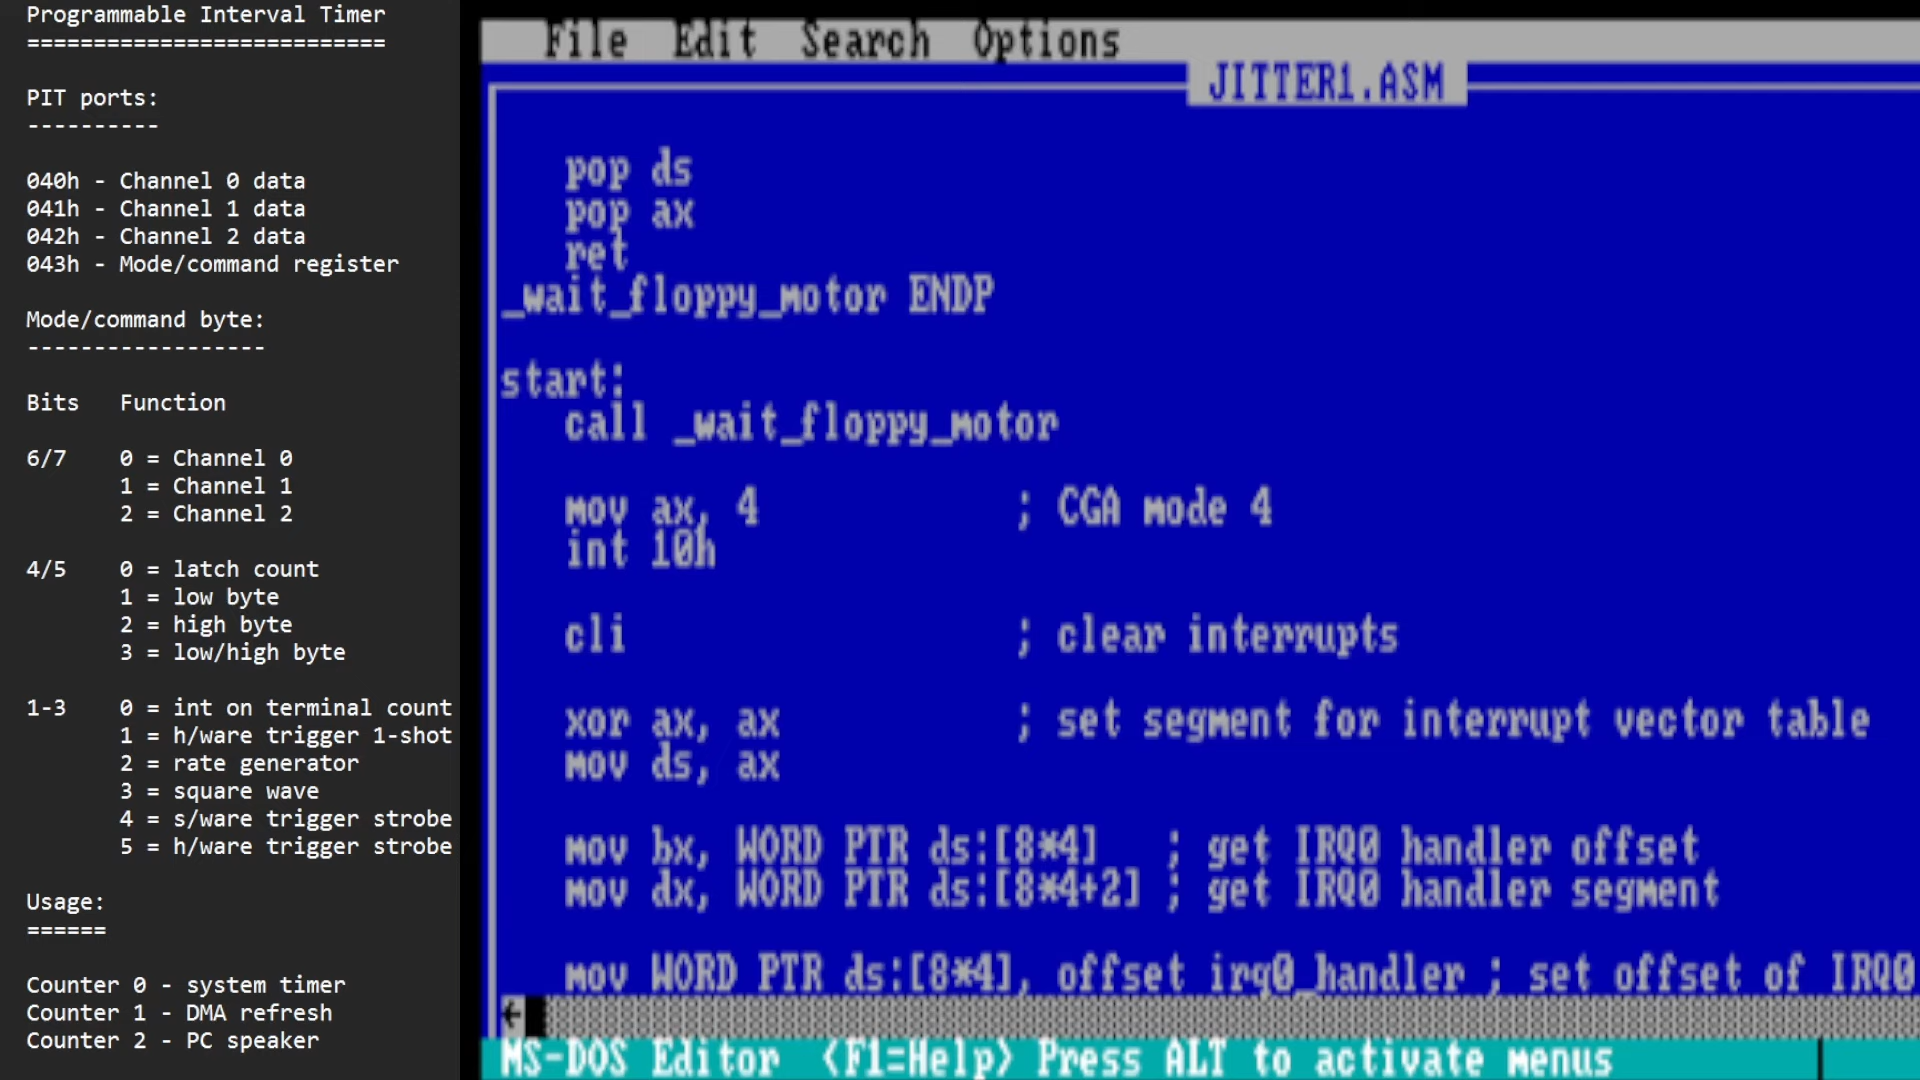 Programmable Interval Timer
===========================
PIT ports:
----------
040h - Channel 0 data
041h - Channel 1 data
042h - Channel 2 data
043h - Mode/command register
Mode/command byte:
------------------
Bits   Function
6/7    0 = Channel 0
1 = Channel 1
2 = Channel 2
4/5    0 = latch count
1 = low byte
2 = high byte
3 = low/high byte
1-3    0 = int on terminal count
1 = h/ware trigger 1-shot
2 = rate generator
3 = square wave
4 = s/ware trigger strobe
5 = h/ware trigger strobe
Usage:
======
Counter 0 - system timer
Counter 1 - DMA refresh
Counter 2 - PC speaker
File  Edit  Search  Options
JITTER1.ASM
pop ds
pop ax
ret
_wait_floppy_motor ENDP
start:
call _wait_floppy_motor
mov ax, 4            ; CGA mode 4
int 10h
cli                  ; clear interrupts
xor ax, ax           ; set segment for interrupt vector table
mov ds, ax
mov bx, WORD PTR ds:[8*4]   ; get IRQ0 handler offset
mov dx, WORD PTR ds:[8*4+2] ; get IRQ0 handler segment
mov WORD PTR ds:[8*4], offset irq0_handler ; set offset of IRQ0
MS-DOS Editor  <F1=Help> Press ALT to activate menus